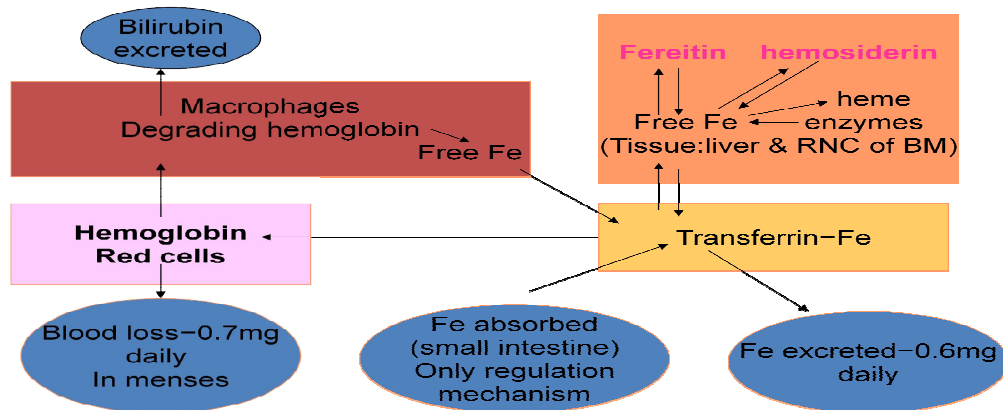 Bilirubin
excreted
Fereitin hemosiderin
Macrophages
Degrading hemoglobin
Free Fe
heme
Free Fe enzymes
(Tissue:liver & RNC of BM)
Hemoglobin
Red cells
Transferrin-Fe
Blood loss-0.7mg
daily
In menses
Fe absorbed
(small intestine)
Only regulation
mechanism
Fe excreted-0.6mg
daily